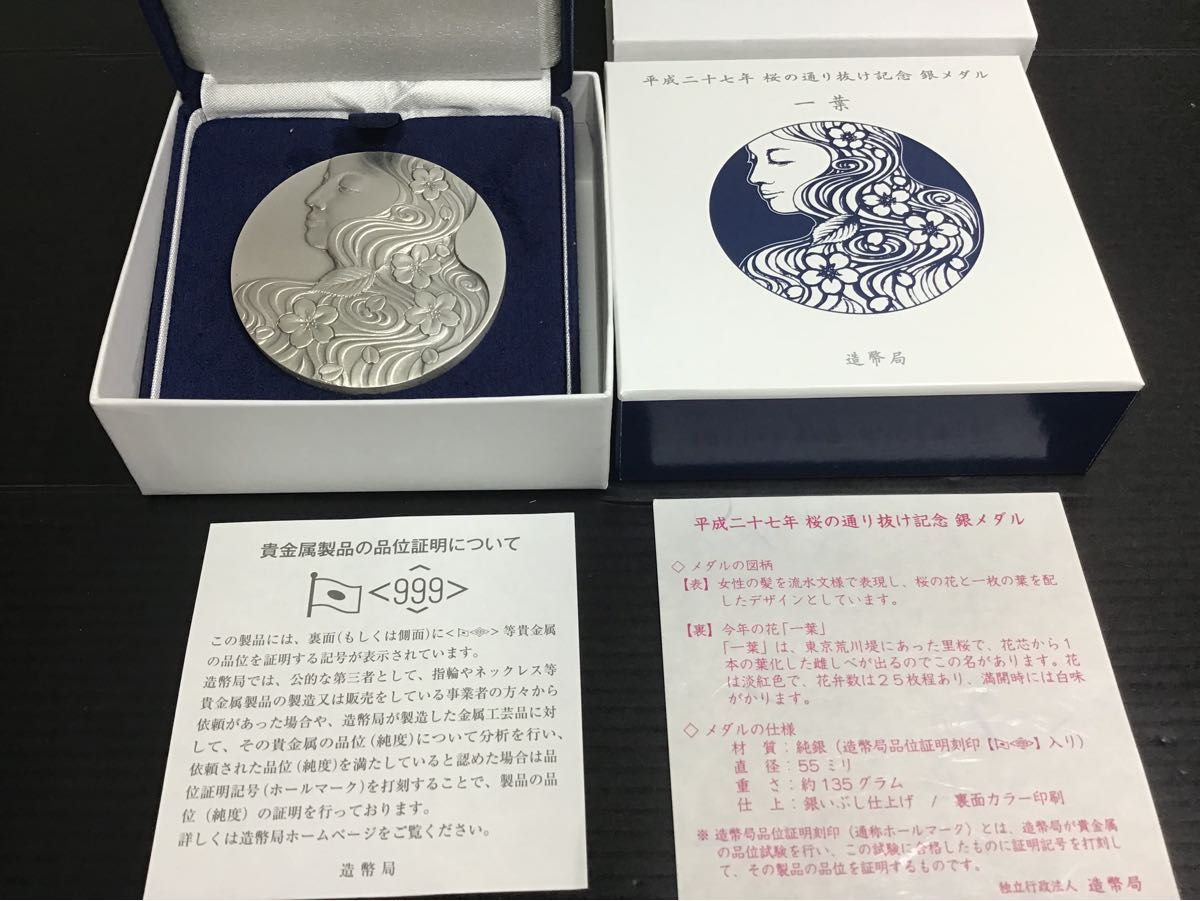 平成二十七年 桜の通り抜け記念 銀メダル
一葉
造幣局
貴金属製品の品位証明について
<999>
この製品には、裏面(もしくは側面)に< >等貴金属
の品位を証明する記号が表示されています。
造幣局では、公的な第三者として、指輪やネックレス等
貴金属製品の製造又は販売をしている事業者の方々から
依頼があった場合や、造幣局が製造した金属工芸品に対
して、その貴金属の品位(純度)について分析を行い、
依頼された品位(純度)を満たしていると認めた場合は品
位証明記号(ホールマーク)を打刻することで、製品の品
位(純度)の証明を行っております。
詳しくは造幣局ホームページをご覧ください。
造幣局
平成二十七年 桜の通り抜け記念 銀メダル
◇メダルの図柄
【表】女性の髪を流水文様で表現し、桜の花と一枚の葉を配
したデザインとしています。
【裏】今年の花「一葉」
「一葉」は、東京荒川堤にあった里桜で、花芯から1
本の葉化した雌しべが出るのでこの名があります。花
は淡紅色で、花弁数は25枚程あり、満開時には白味
がかります。
◇メダルの仕様
材 質：純銀(造幣局品位証明刻印【 】入り)
直 径：55ミリ
重 さ：約135グラム
仕 上：銀いぶし仕上げ / 裏面カラー印刷
※造幣局品位証明刻印(通称ホールマーク)とは、造幣局が貴金属
の品位試験を行い、この試験に合格したものに証明記号を打刻し
て、その製品の品位を証明するものです。
独立行政法人 造幣局